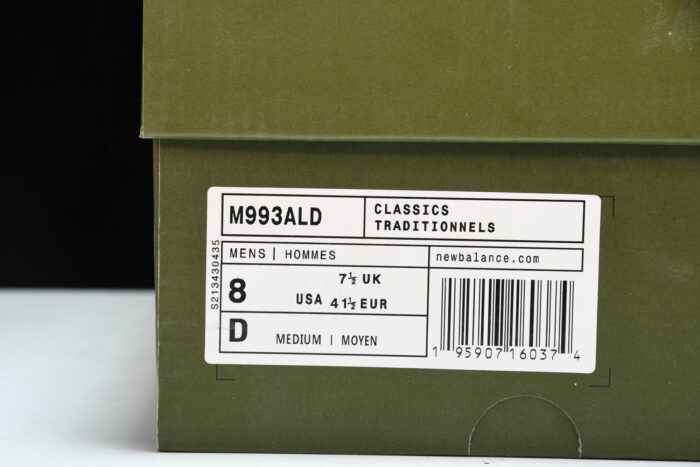 M993ALD
CLASSICS
TRADITIONNELS
MENS | HOMMES
newbalance.com
8
7½ UK
USA 41½ EUR
D
MEDIUM | MOYEN
S213430435
1 95907 16037 4